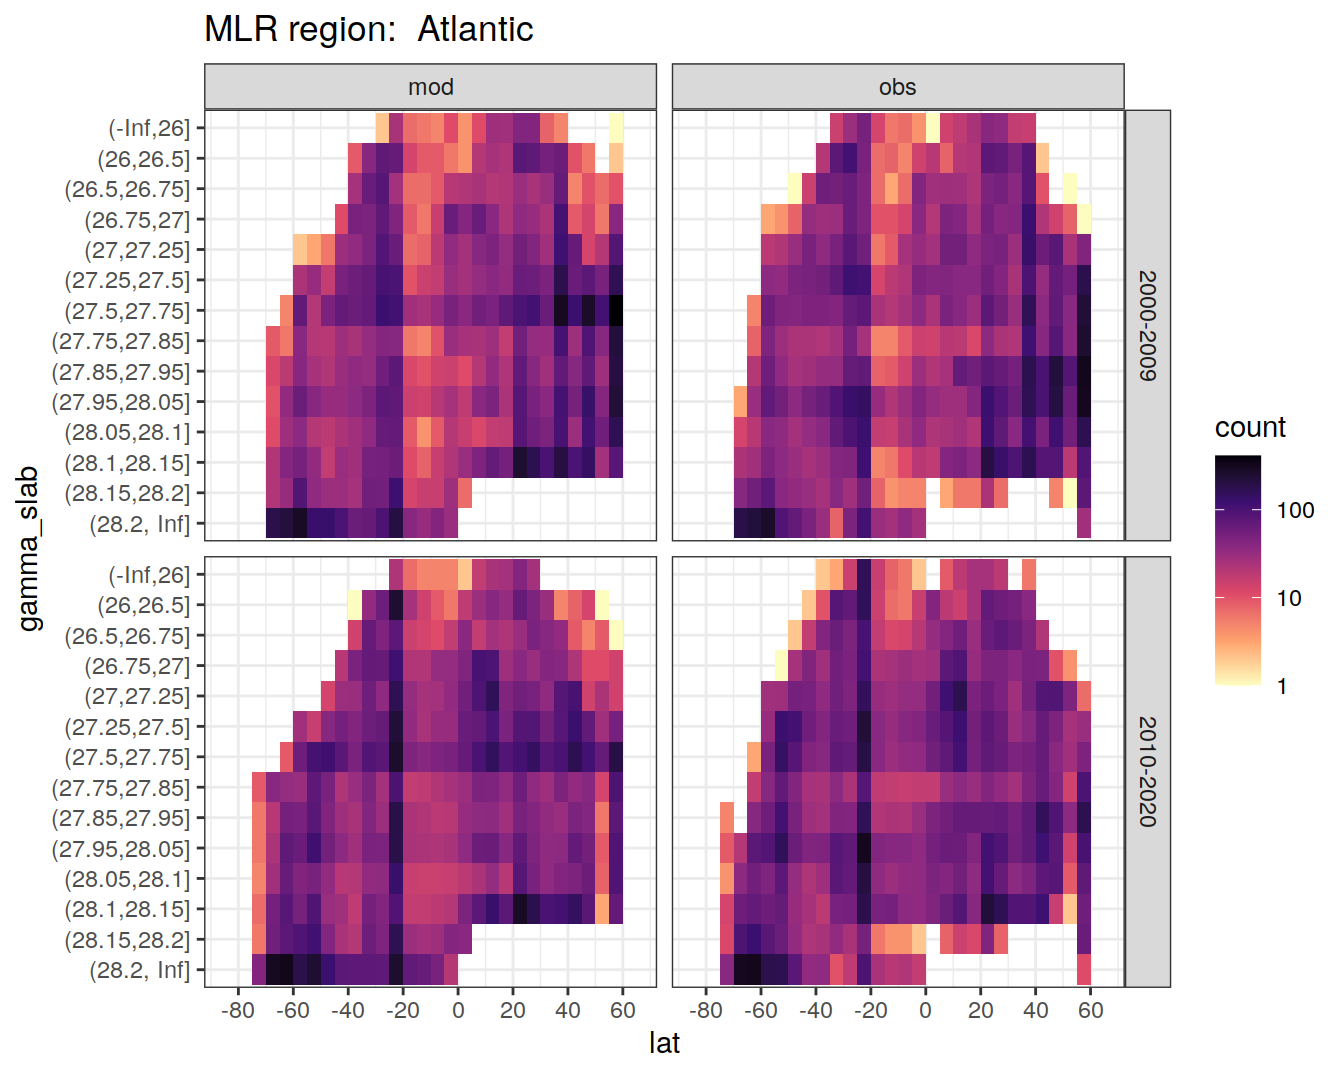 MLR region:  Atlantic
mod
obs
(-Inf,26]
(26,26.5]
(26.5,26.75]
(26.75,27]
(27,27.25]
(27.25,27.5]
(27.5,27.75]
(27.75,27.85]
(27.85,27.95]
(27.95,28.05]
(28.05,28.1]
(28.1,28.15]
(28.15,28.2]
(28.2, Inf]
2000-2009
gamma_slab
(-Inf,26]
(26,26.5]
(26.5,26.75]
(26.75,27]
(27,27.25]
(27.25,27.5]
(27.5,27.75]
(27.75,27.85]
(27.85,27.95]
(27.95,28.05]
(28.05,28.1]
(28.1,28.15]
(28.15,28.2]
(28.2, Inf]
2010-2020
-80 -60 -40 -20 0 20 40 60
-80 -60 -40 -20 0 20 40 60
lat
count
100
10
1